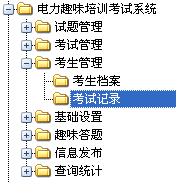 电力趣味培训考试系统
试题管理
考试管理
考生管理
考生档案
考试记录
基础设置
趣味答题
信息发布
查询统计